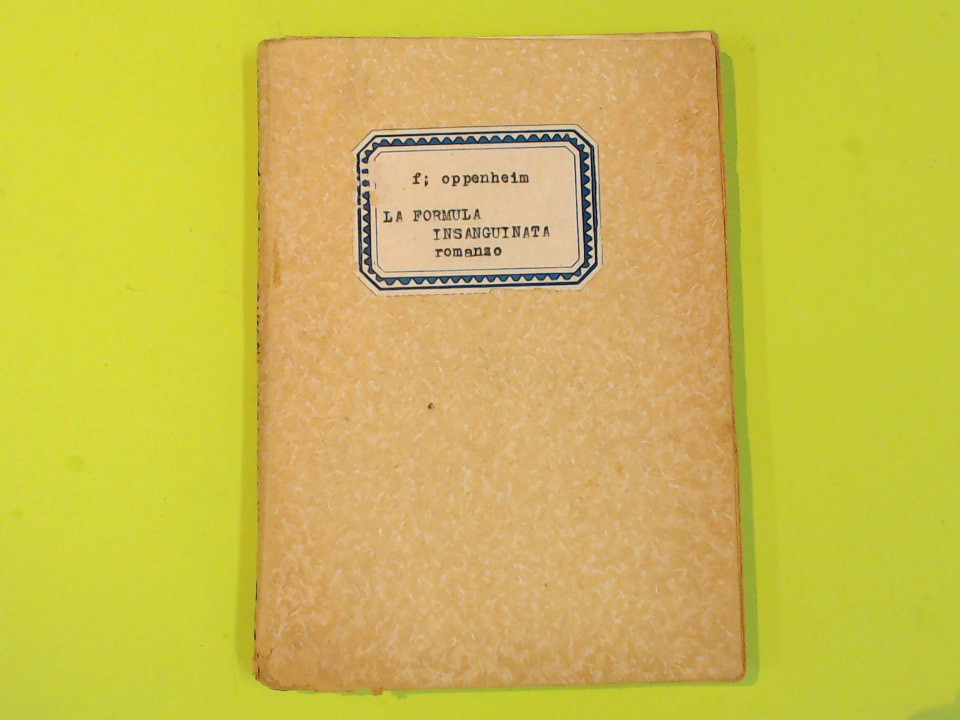 f; oppenheim
LA FORMULA
INSANGUINATA
romanzo